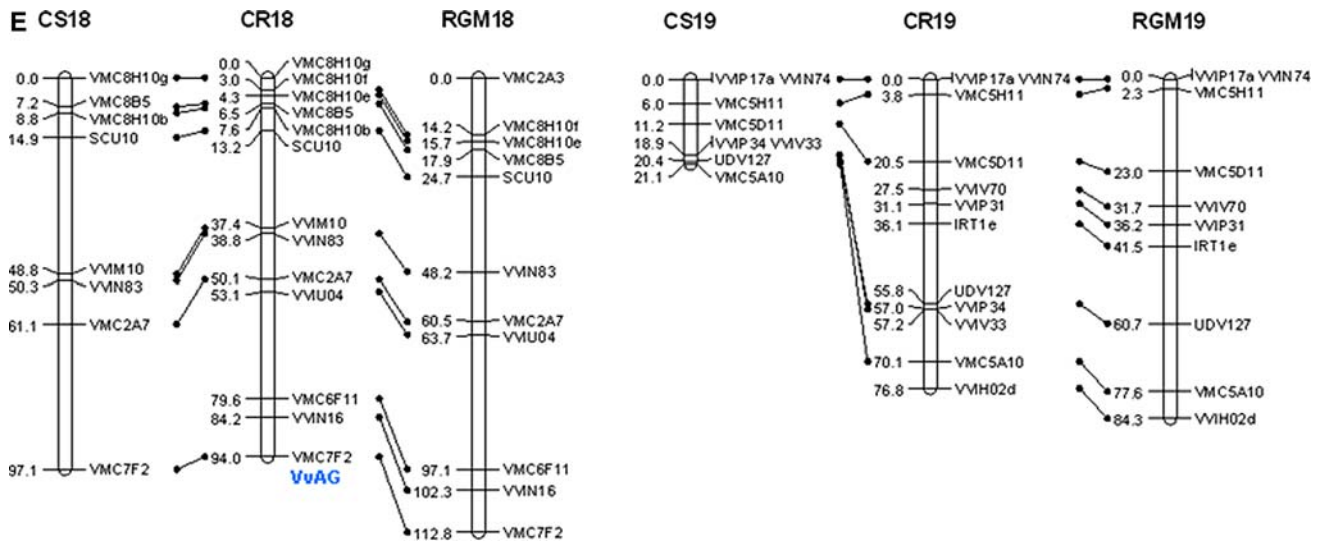 E CS18 CR18 RGM18 CS19 CR19 RGM19
CS18
0.0 VMC8H10g
7.2 VMC8B5
8.8 VMC8H10b
14.9 SCU10
48.8 VVIM10
50.3 VVIN83
61.1 VMC2A7
97.1 VMC7F2
CR18
0.0 VMC8H10g
3.0 VMC8H10f
4.3 VMC8H10e
6.5 VMC8B5
7.6 VMC8H10b
13.2 SCU10
37.4 VVIM10
38.8 VVIN83
50.1 VMC2A7
53.1 VVIU04
79.6 VMC6F11
84.2 VVIN16
94.0 VMC7F2
VvAG
RGM18
0.0 VMC2A3
14.2 VMC8H10f
15.7 VMC8H10e
17.9 VMC8B5
24.7 SCU10
48.2 VVIN83
60.5 VMC2A7
63.7 VVIU04
97.1 VMC6F11
102.3 VVIN16
112.8 VMC7F2
CS19
0.0 VVIP17a VVIN74
6.0 VMC5H11
11.2 VMC5D11
18.9 VVIP34 VVIV33
20.4 UDV127
21.1 VMC5A10
CR19
0.0 VVIP17a VVIN74
3.8 VMC5H11
20.5 VMC5D11
27.5 VVIV70
31.1 VVIP31
36.1 IRT1e
55.8 UDV127
57.0 VVIP34
57.2 VVIV33
70.1 VMC5A10
76.8 VVIH02d
RGM19
0.0 VVIP17a VVIN74
2.3 VMC5H11
23.0 VMC5D11
31.7 VVIV70
36.2 VVIP31
41.5 IRT1e
60.7 UDV127
77.6 VMC5A10
84.3 VVIH02d